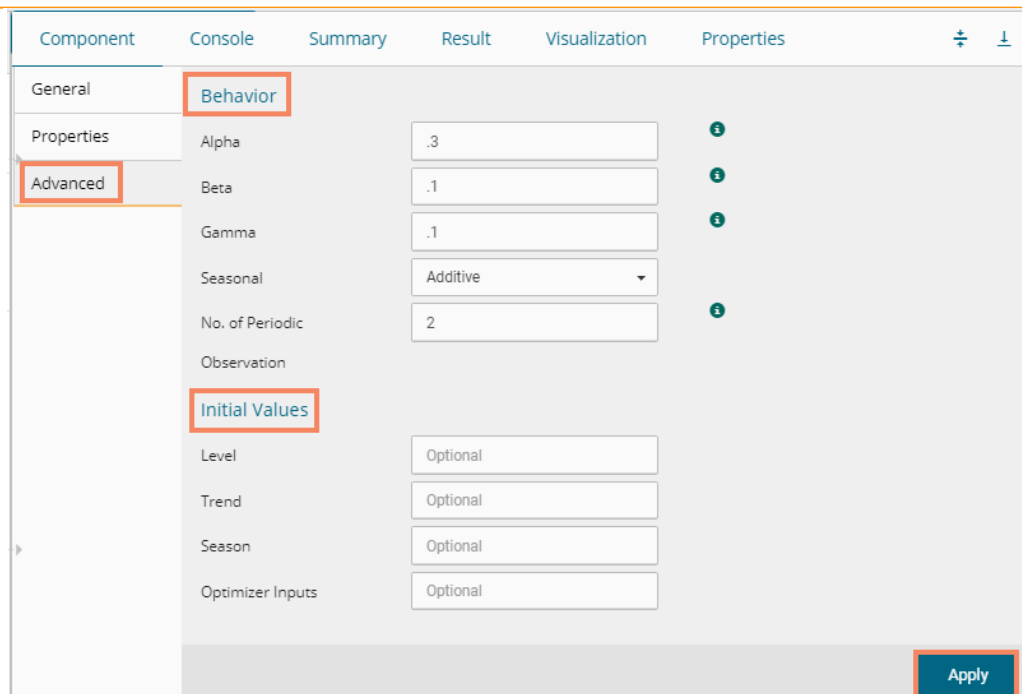 Component Console Summary Result Visualization Properties
General
Properties
Advanced
Behavior
Alpha .3
Beta .1
Gamma .1
Seasonal Additive
No. of Periodic 2
Observation
Initial Values
Level Optional
Trend Optional
Season Optional
Optimizer Inputs Optional
Apply